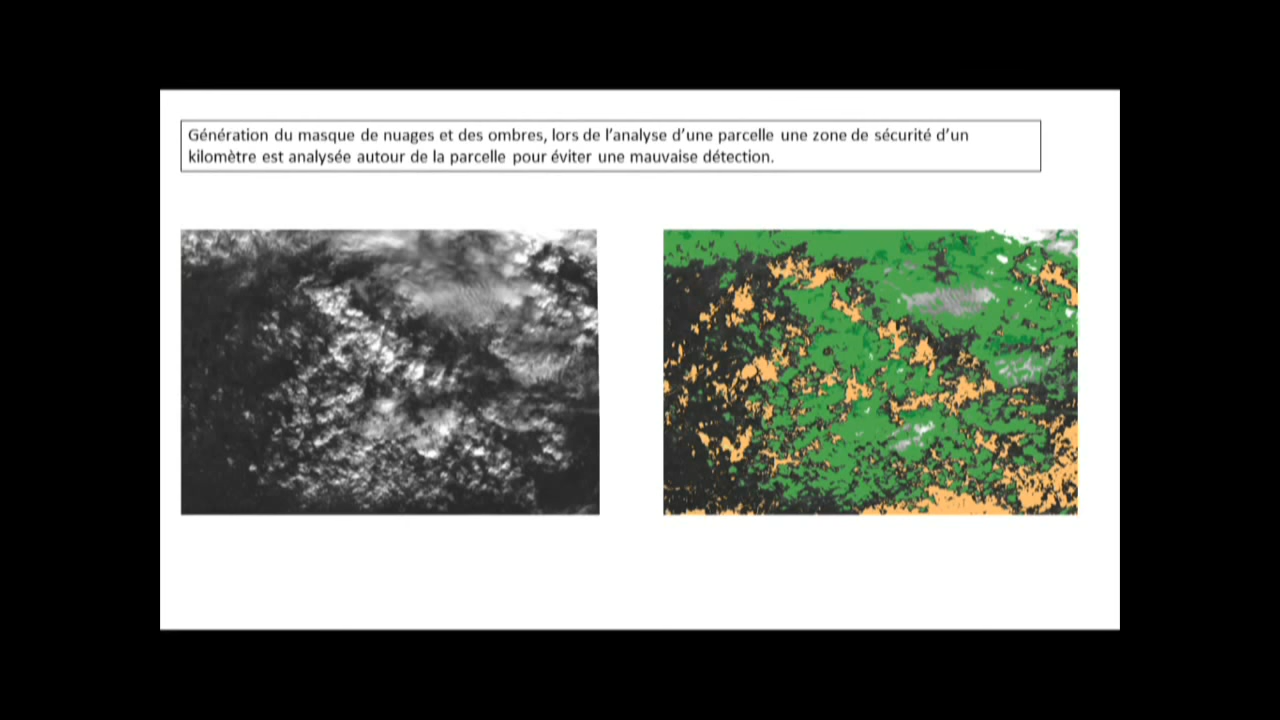 Génération du masque de nuages et des ombres, lors de l'analyse d'une parcelle une zone de sécurité d'un
kilomètre est analysée autour de la parcelle pour éviter une mauvaise détection.